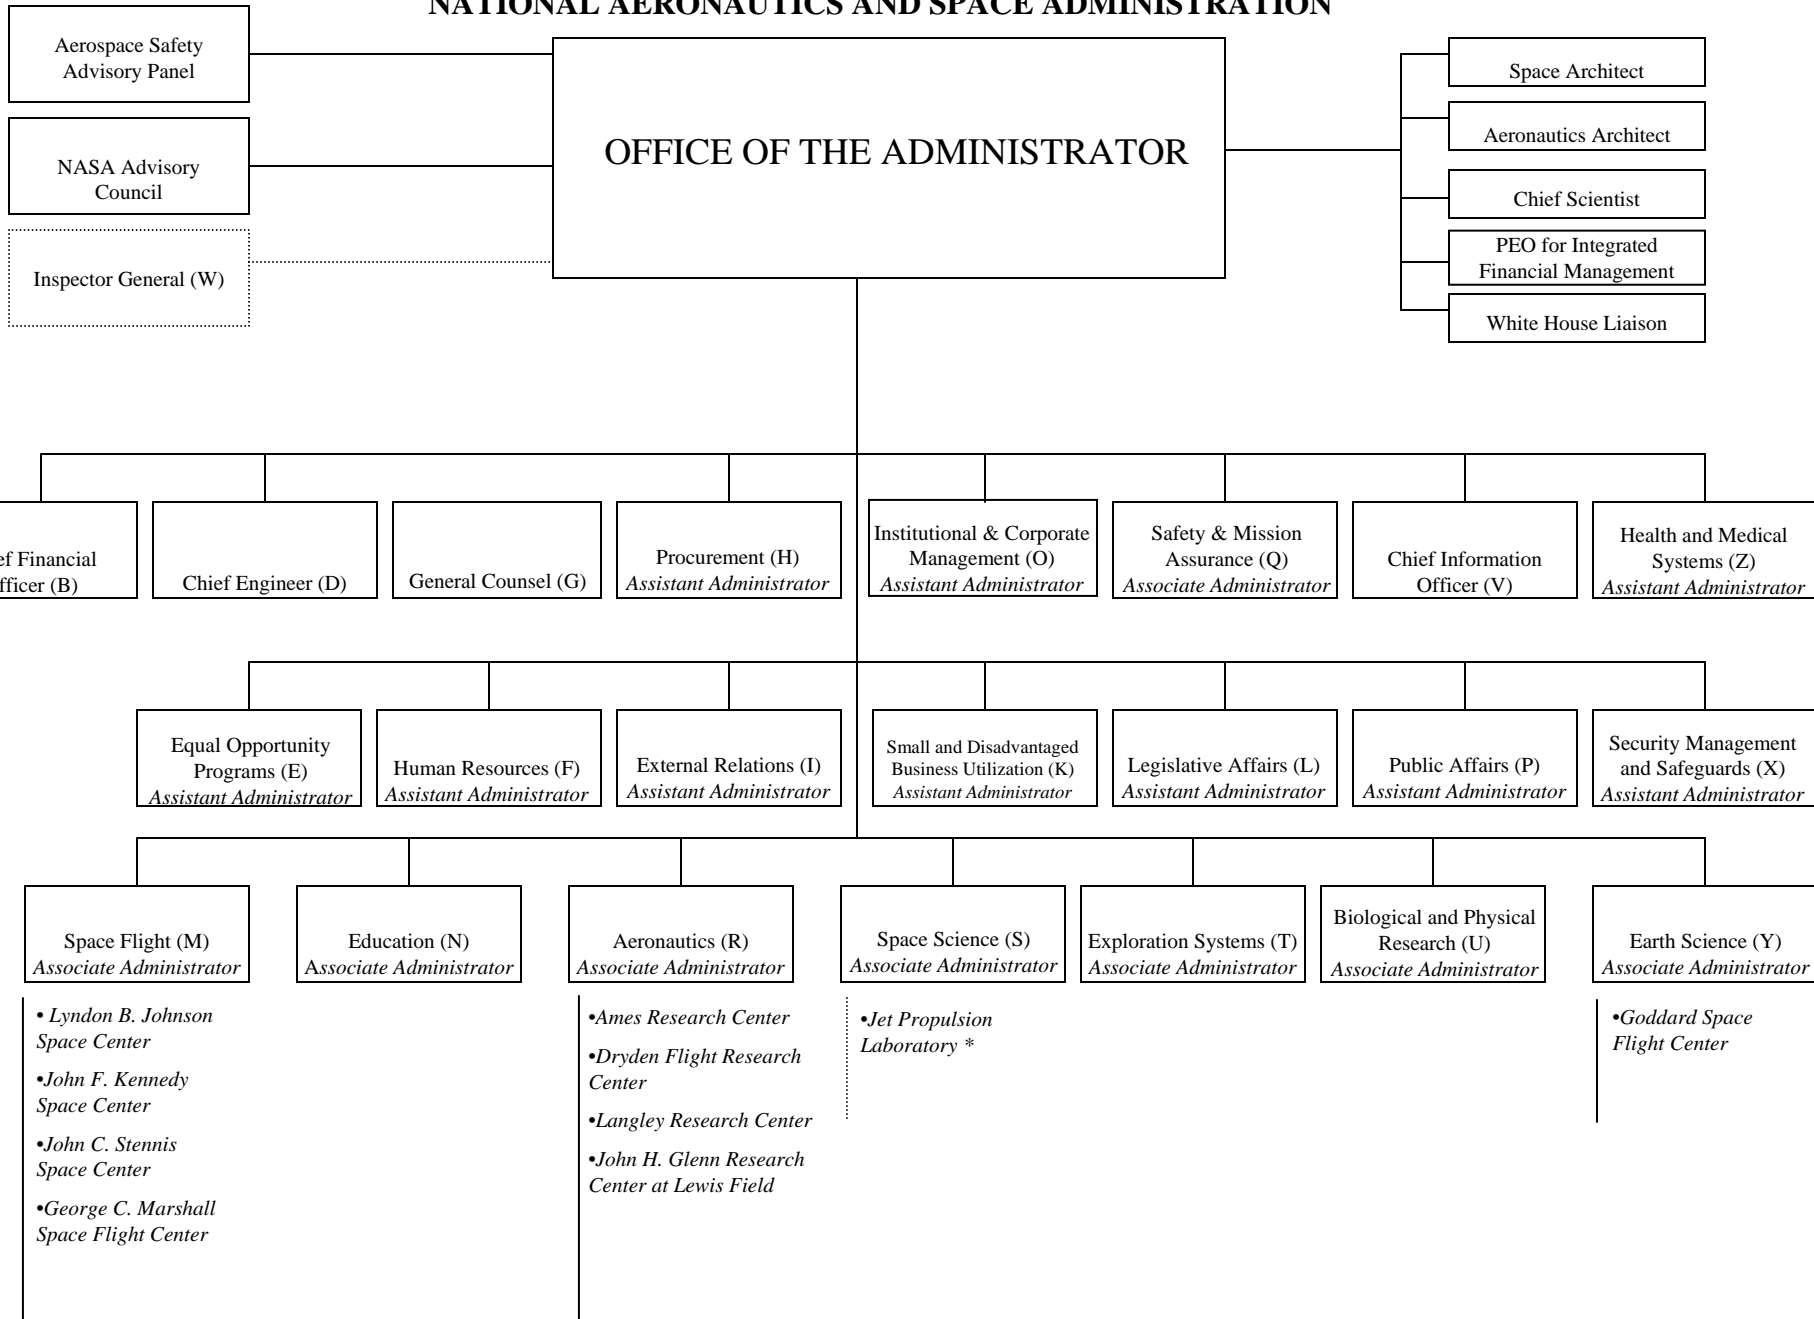 NATIONAL AERONAUTICS AND SPACE ADMINISTRATION
Aerospace Safety
Advisory Panel
NASA Advisory
Council
Inspector General (W)
OFFICE OF THE ADMINISTRATOR
Space Architect
Aeronautics Architect
Chief Scientist
PEO for Integrated
Financial Management
White House Liaison
ef Financial
fficer (B)
Chief Engineer (D)
General Counsel (G)
Procurement (H)
Assistant Administrator
Institutional & Corporate
Management (O)
Assistant Administrator
Safety & Mission
Assurance (Q)
Associate Administrator
Chief Information
Officer (V)
Health and Medical
Systems (Z)
Assistant Administrator
Equal Opportunity
Programs (E)
Assistant Administrator
Human Resources (F)
Assistant Administrator
External Relations (I)
Assistant Administrator
Small and Disadvantaged
Business Utilization (K)
Assistant Administrator
Legislative Affairs (L)
Assistant Administrator
Public Affairs (P)
Assistant Administrator
Security Management
and Safeguards (X)
Assistant Administrator
Space Flight (M)
Associate Administrator
Education (N)
Associate Administrator
Aeronautics (R)
Associate Administrator
Space Science (S)
Associate Administrator
Exploration Systems (T)
Associate Administrator
Biological and Physical
Research (U)
Associate Administrator
Earth Science (Y)
Associate Administrator
• Lyndon B. Johnson
Space Center
•John F. Kennedy
Space Center
•John C. Stennis
Space Center
•George C. Marshall
Space Flight Center
•Ames Research Center
•Dryden Flight Research
Center
•Langley Research Center
•John H. Glenn Research
Center at Lewis Field
•Jet Propulsion
Laboratory *
•Goddard Space
Flight Center